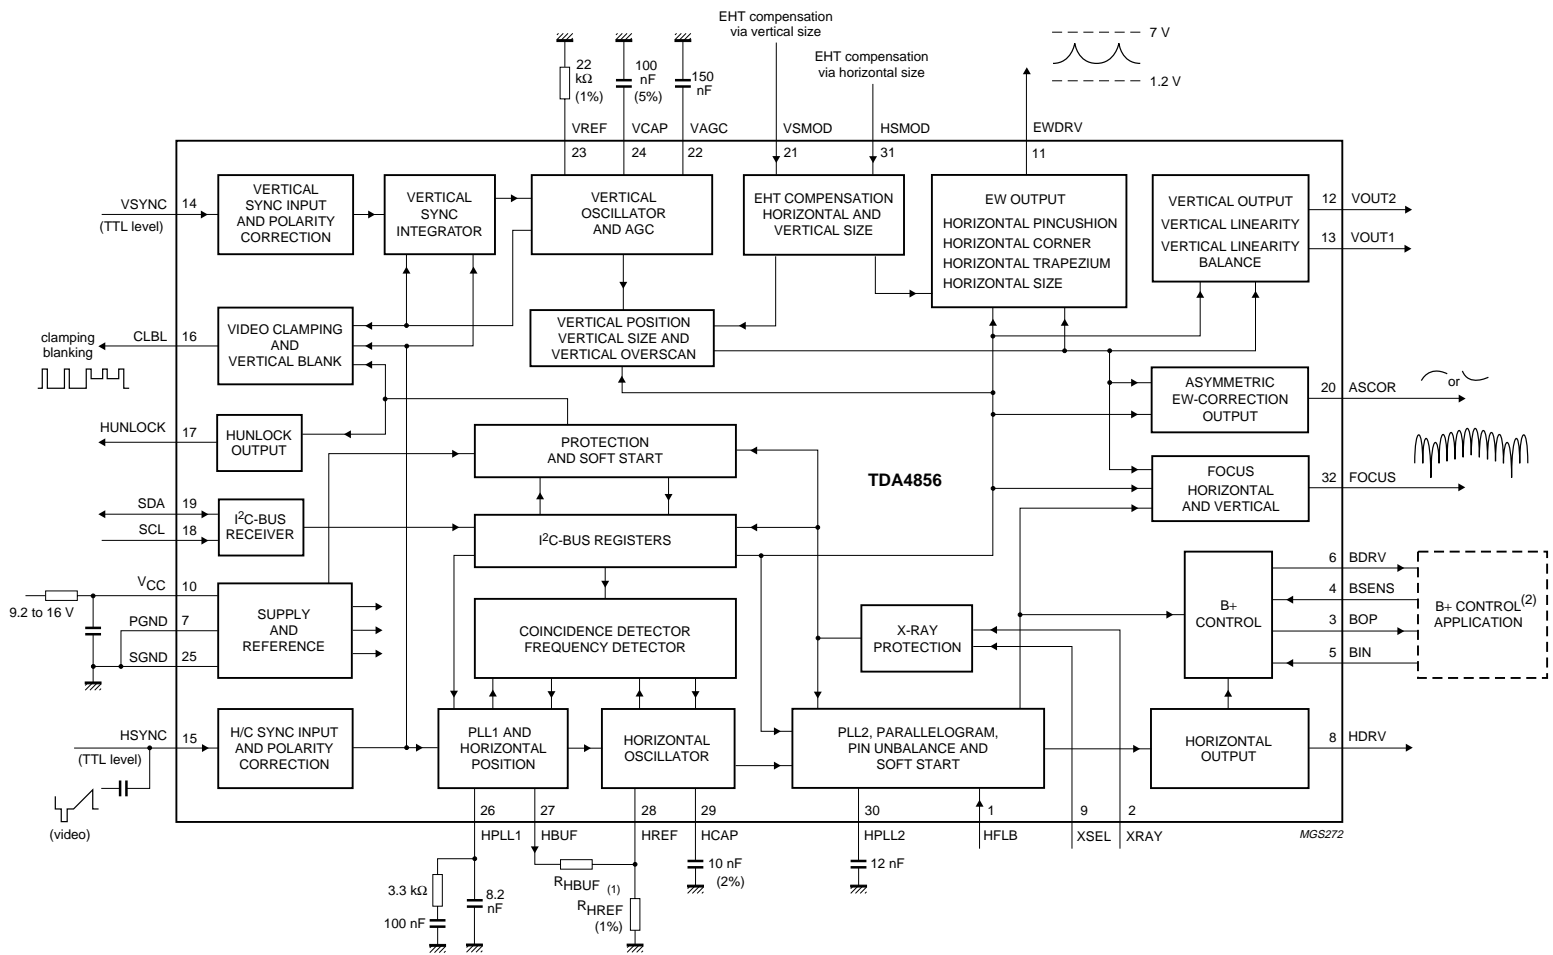 EHT compensation
via vertical size
EHT compensation
via horizontal size
7 V
1.2 V
22
kΩ
(1%)
100
nF
(5%)
150
nF
VREF
VCAP
VAGC
VSMOD
HSMOD
EWDRV
23
24
22
21
31
11
VSYNC
14
(TTL level)
VERTICAL
SYNC INPUT
AND POLARITY
CORRECTION
VERTICAL
SYNC
INTEGRATOR
VERTICAL
OSCILLATOR
AND AGC
EHT COMPENSATION
HORIZONTAL AND
VERTICAL SIZE
EW OUTPUT
HORIZONTAL PINCUSHION
HORIZONTAL CORNER
HORIZONTAL TRAPEZIUM
HORIZONTAL SIZE
VERTICAL OUTPUT
VERTICAL LINEARITY
VERTICAL LINEARITY
BALANCE
12
VOUT2
13
VOUT1
clamping
blanking
CLBL
16
VIDEO CLAMPING
AND
VERTICAL BLANK
VERTICAL POSITION
VERTICAL SIZE AND
VERTICAL OVERSCAN
ASYMMETRIC
EW-CORRECTION
OUTPUT
20
ASCOR
or
HUNLOCK
17
HUNLOCK
OUTPUT
PROTECTION
AND SOFT START
TDA4856
FOCUS
HORIZONTAL
AND VERTICAL
32
FOCUS
SDA
19
SCL
18
I2C-BUS
RECEIVER
I2C-BUS REGISTERS
9.2 to 16 V
VCC
10
PGND
7
SGND
25
SUPPLY
AND
REFERENCE
COINCIDENCE DETECTOR
FREQUENCY DETECTOR
X-RAY
PROTECTION
B+
CONTROL
6
BDRV
4
BSENS
3
BOP
5
BIN
B+ CONTROL(2)
APPLICATION
HSYNC
15
(TTL level)
(video)
H/C SYNC INPUT
AND POLARITY
CORRECTION
PLL1 AND
HORIZONTAL
POSITION
HORIZONTAL
OSCILLATOR
PLL2, PARALLELOGRAM,
PIN UNBALANCE AND
SOFT START
HORIZONTAL
OUTPUT
8
HDRV
26
27
28
29
30
1
9
2
HPLL1
HBUF
HREF
HCAP
HPLL2
HFLB
XSEL
XRAY
MGS272
3.3 kΩ
100 nF
8.2
nF
RHBUF (1)
RHREF
(1%)
10 nF
(2%)
12 nF